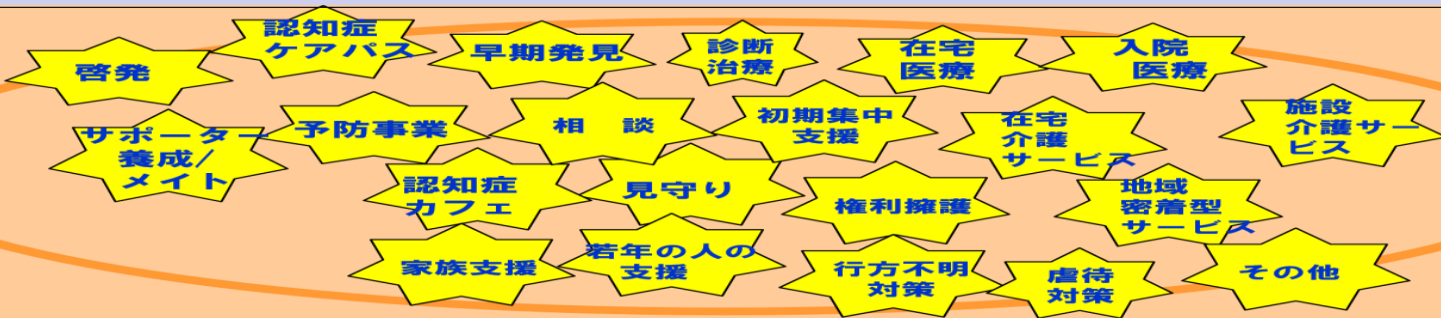 認知症
ケアパス
啓発
早期発見
診断
治療
在宅
医療
入院
医療
サポーター
養成/
メイト
予防事業
相 談
初期集中
支援
在宅
介護
サービス
施設
介護サー
ビス
認知症
カフェ
見守り
権利擁護
地域
密着型
サービス
家族支援
若年の人の
支援
行方不明
対策
虐待
対策
その他